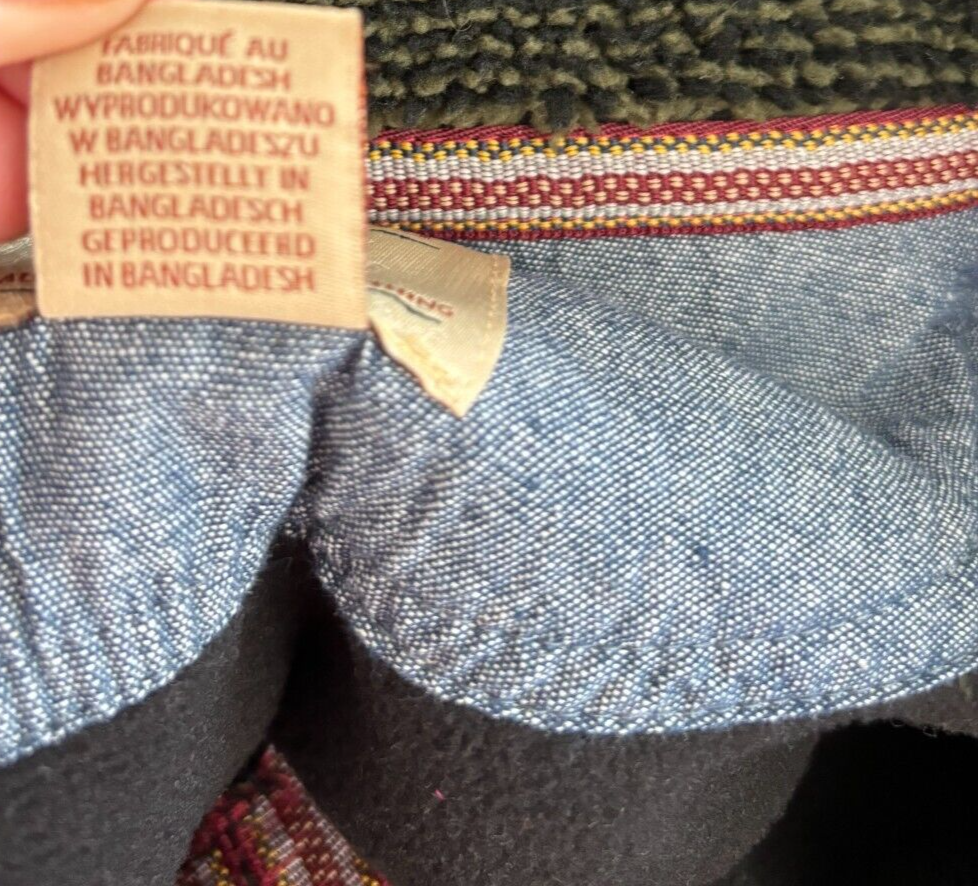 FABRIQUÉ AU
BANGLADESH
WYPRODUKOWANO
W BANGLADESZU
HERGESTELLT IN
BANGLADESCH
GEPRODUCEERD
IN BANGLADESH